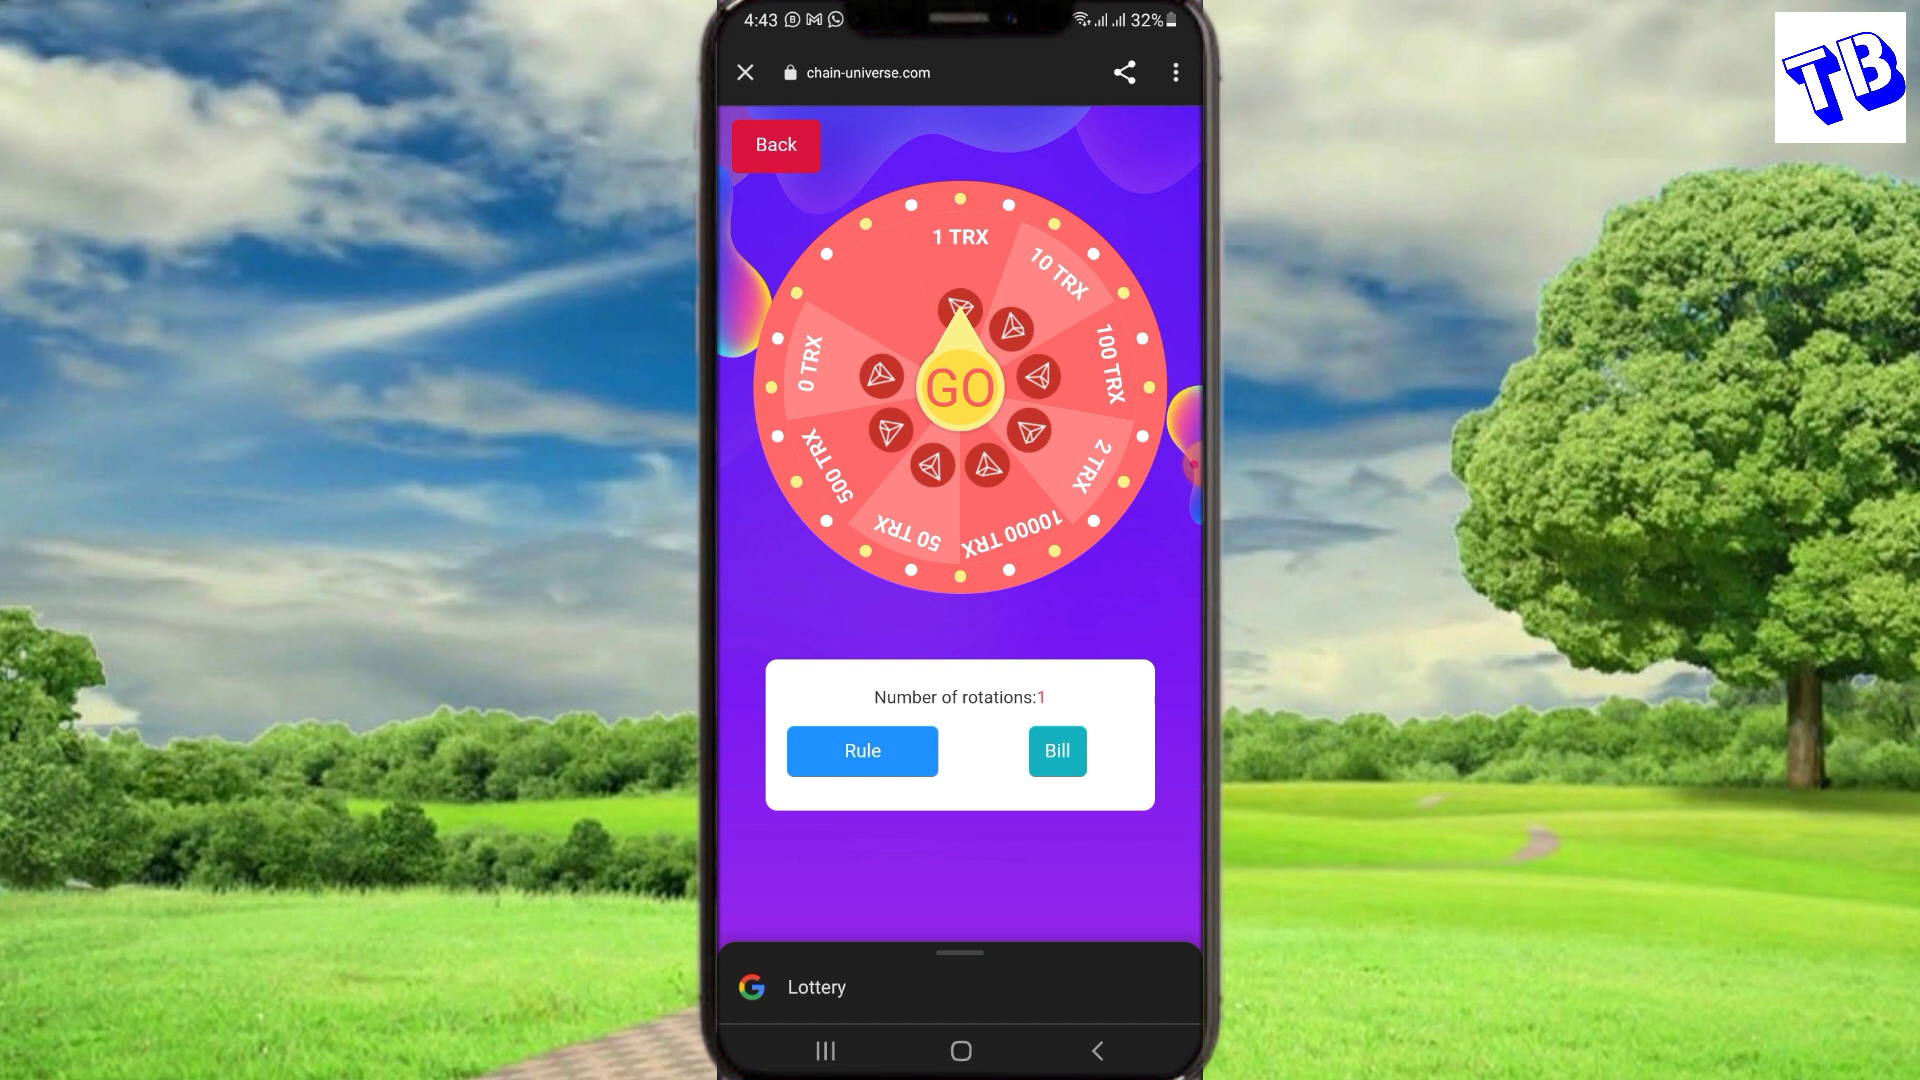 4:43
32%
TB
chain-universe.com
Back
1 TRX
10 TRX
100 TRX
2 TRX
10000 TRX
50 TRX
500 TRX
0 TRX
GO
Number of rotations:1
Rule
Bill
Lottery